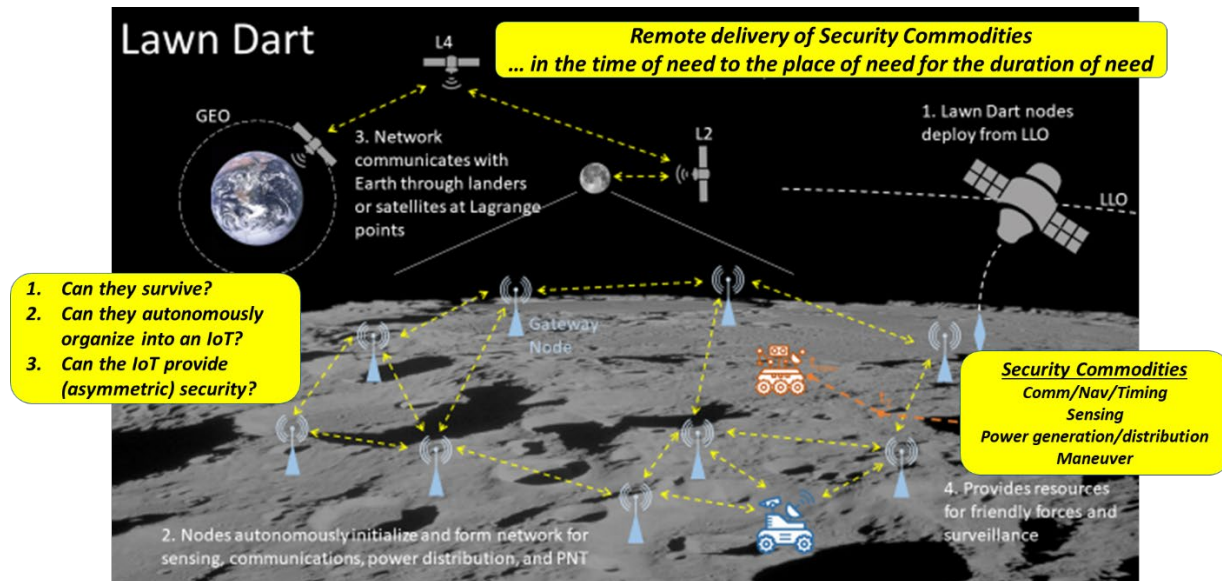 Lawn Dart
Remote delivery of Security Commodities
... in the time of need to the place of need for the duration of need
L4
GEO
3. Network
communicates with
Earth through landers
or satellites at Lagrange
points
L2
1. Lawn Dart nodes
deploy from LLO
LLO
1. Can they survive?
2. Can they autonomously
organize into an IoT?
3. Can the IoT provide
(asymmetric) security?
Gateway
Node
Security Commodities
Comm/Nav/Timing
Sensing
Power generation/distribution
Maneuver
2. Nodes autonomously initialize and form network for
sensing, communications, power distribution, and PNT
4. Provides resources
for friendly forces and
surveillance